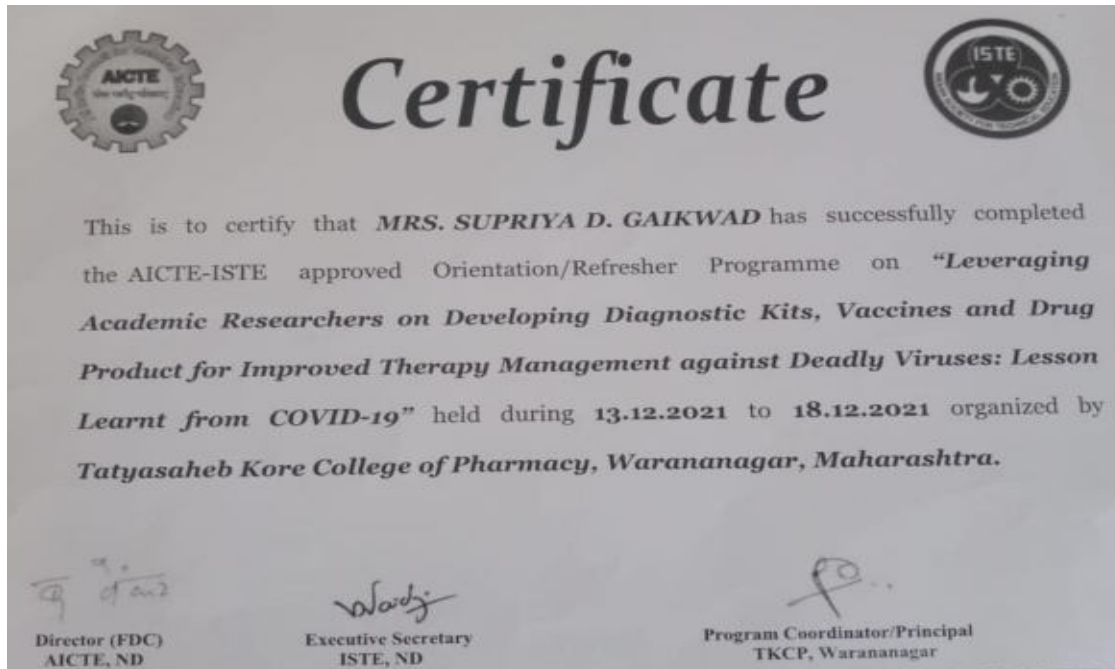 AICTE
ISTE
Certificate
This is to certify that MRS. SUPRIYA D. GAIKWAD has successfully completed
the AICTE-ISTE approved Orientation/Refresher Programme on “Leveraging
Academic Researchers on Developing Diagnostic Kits, Vaccines and Drug
Product for Improved Therapy Management against Deadly Viruses: Lesson
Learnt from COVID-19” held during 13.12.2021 to 18.12.2021 organized by
Tatyasaheb Kore College of Pharmacy, Warananagar, Maharashtra.
Director (FDC)
AICTE, ND
Executive Secretary
ISTE, ND
Program Coordinator/Principal
TKCP, Warananagar